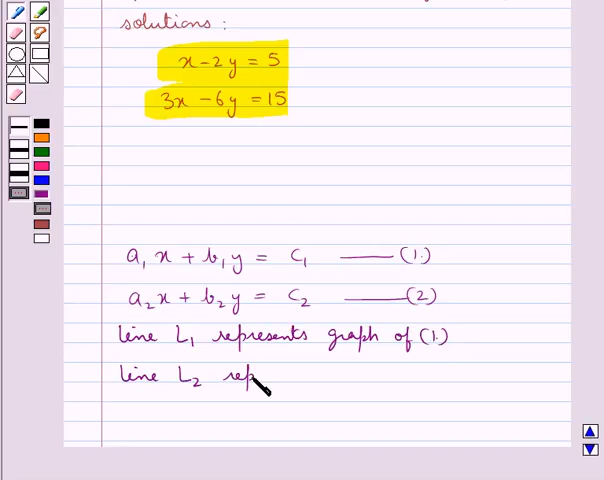 solutions :
x - 2y = 5
3x - 6y = 15
a₁x + b₁y = c₁ —— (1.)
a₂x + b₂y = c₂ —— (2)
line L₁ represents graph of (1.)
line L₂ rep